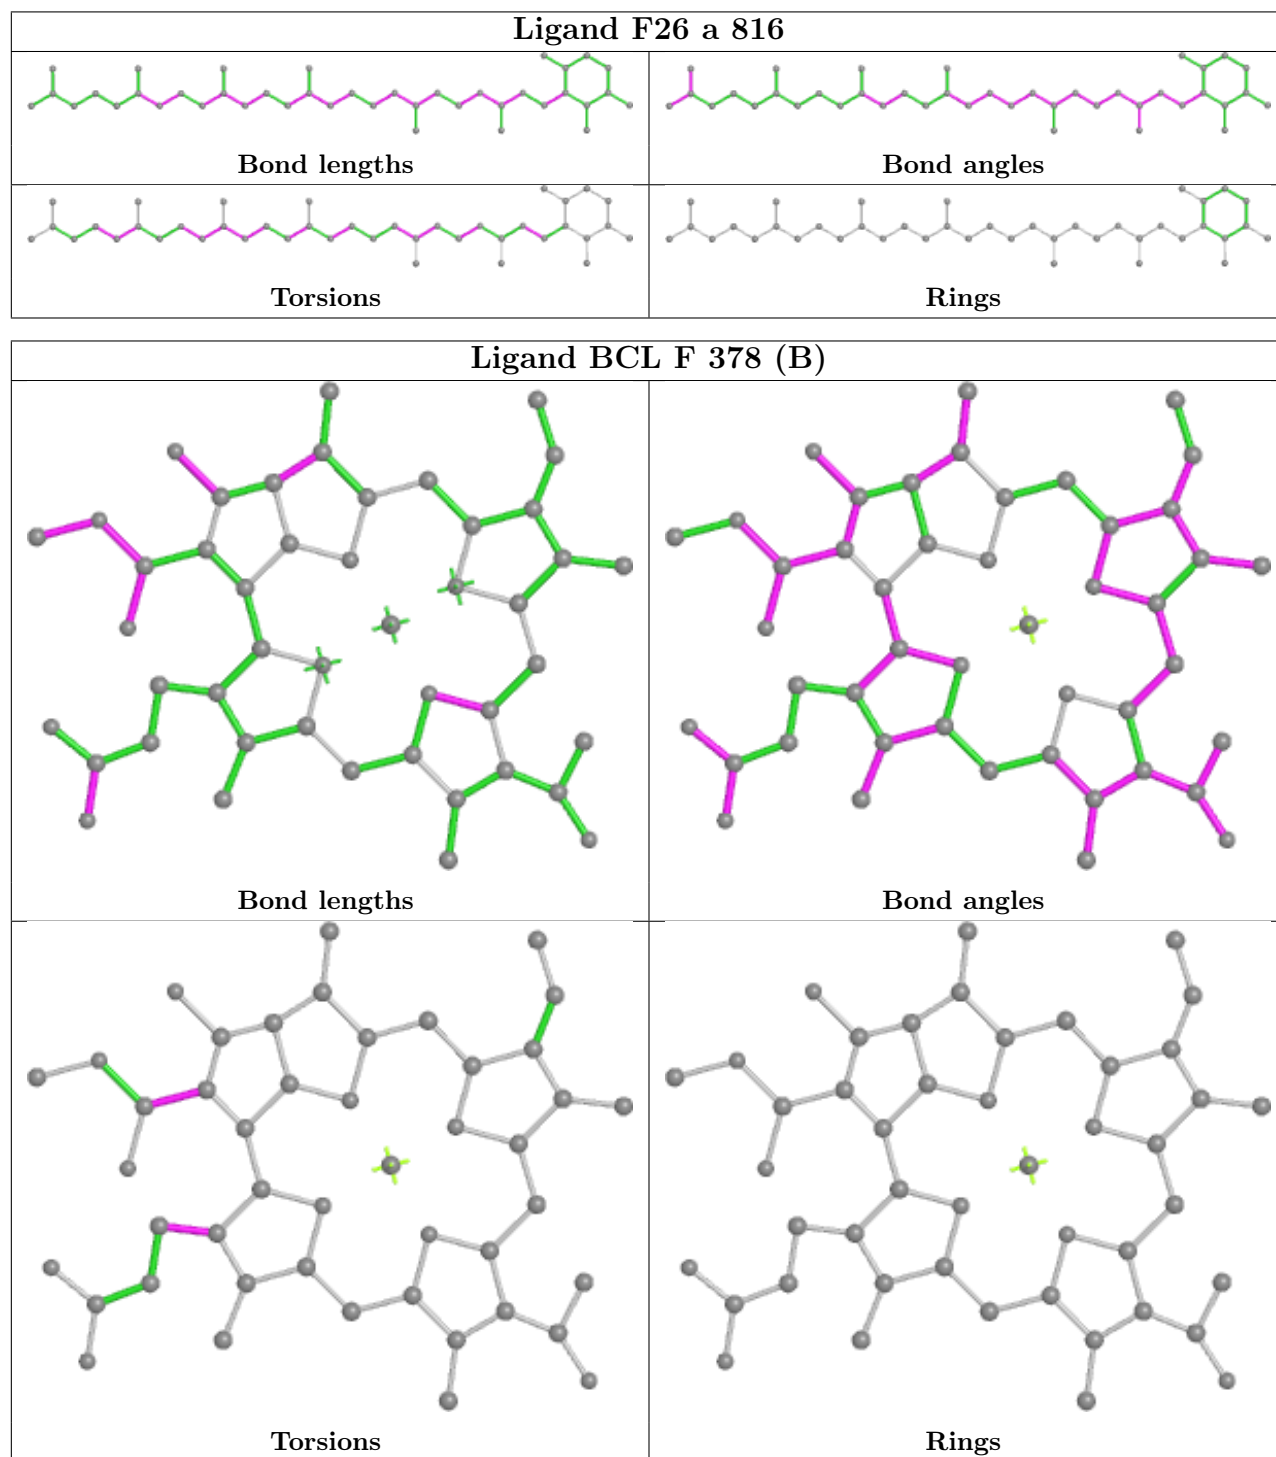 Ligand F26 a 816
Bond lengths
Bond angles
Torsions
Rings
Ligand BCL F 378 (B)
Bond lengths
Bond angles
Torsions
Rings